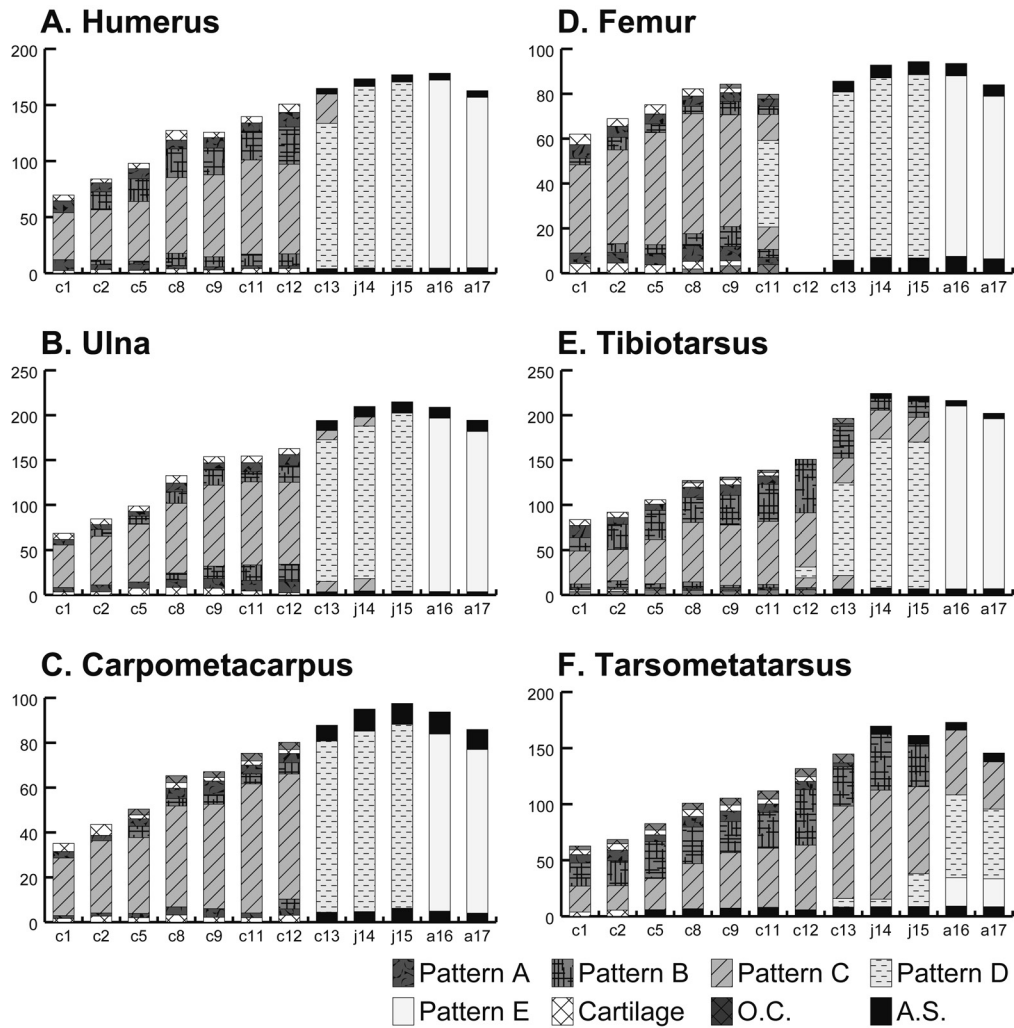 A. Humerus
200
150
100
50
0
c1 c2 c5 c8 c9 c11 c12 c13 j14 j15 a16 a17
B. Ulna
250
200
150
100
50
0
c1 c2 c5 c8 c9 c11 c12 c13 j14 j15 a16 a17
C. Carpometacarpus
100
80
60
40
20
0
c1 c2 c5 c8 c9 c11 c12 c13 j14 j15 a16 a17
D. Femur
100
80
60
40
20
0
c1 c2 c5 c8 c9 c11 c12 c13 j14 j15 a16 a17
E. Tibiotarsus
250
200
150
100
50
0
c1 c2 c5 c8 c9 c11 c12 c13 j14 j15 a16 a17
F. Tarsometatarsus
200
150
100
50
0
c1 c2 c5 c8 c9 c11 c12 c13 j14 j15 a16 a17
Pattern A Pattern B Pattern C Pattern D
Pattern E Cartilage O.C. A.S.